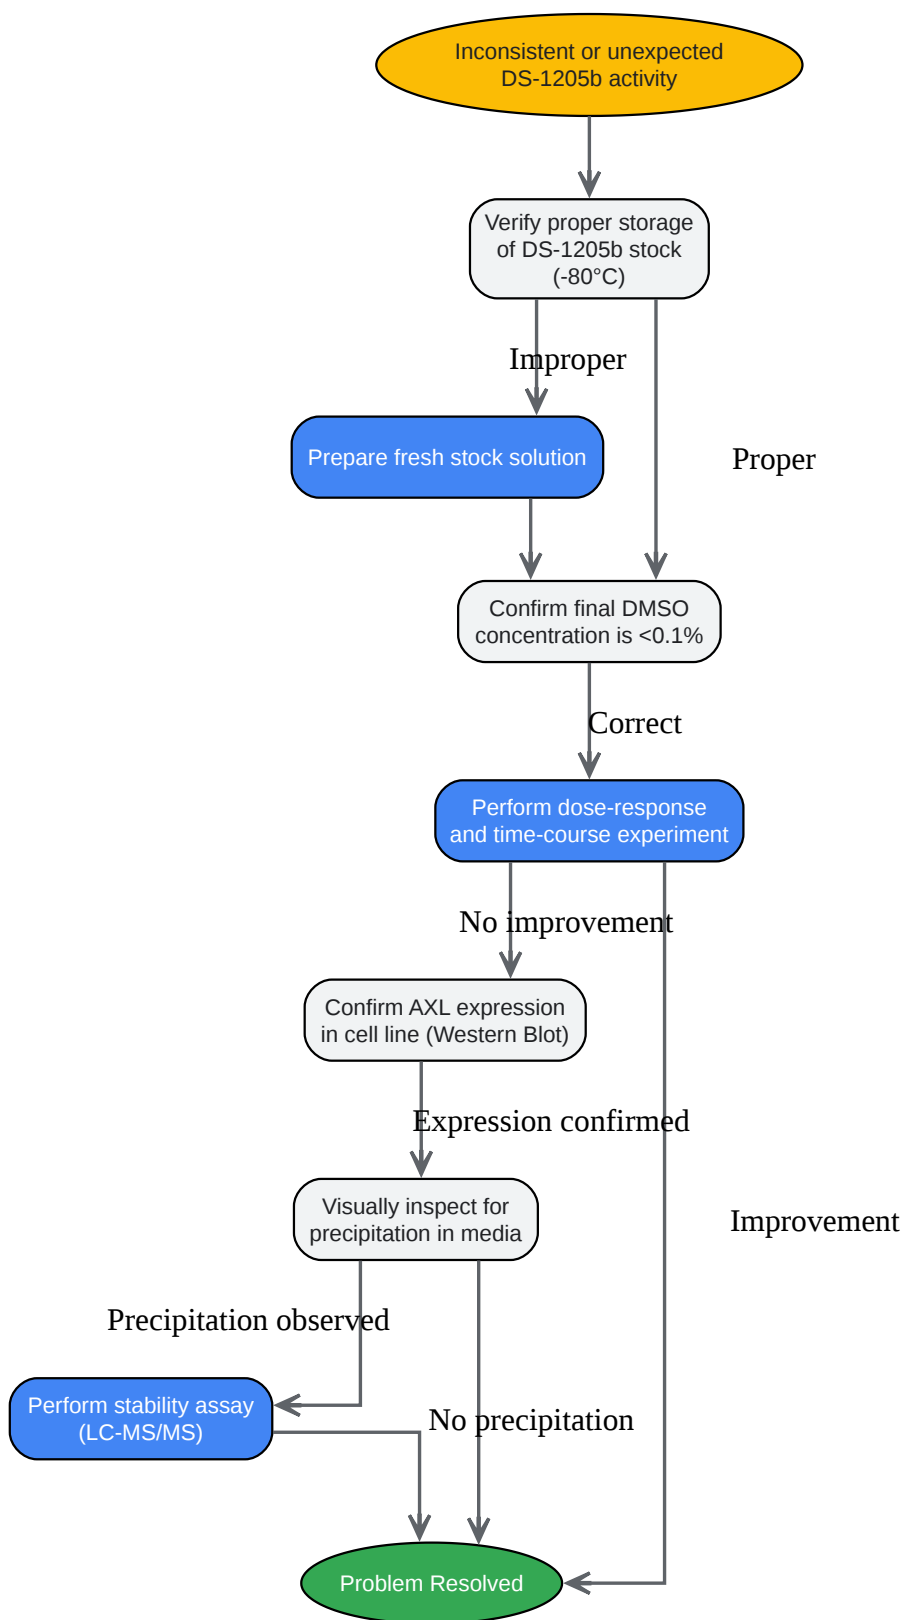 Inconsistent or unexpected
DS-1205b activity
Verify proper storage
of DS-1205b stock
(-80°C)
Improper
Prepare fresh stock solution
Proper
Confirm final DMSO
concentration is <0.1%
Correct
Perform dose-response
and time-course experiment
No improvement
Confirm AXL expression
in cell line (Western Blot)
Expression confirmed
Visually inspect for
precipitation in media
Improvement
Precipitation observed
Perform stability assay
(LC-MS/MS)
No precipitation
Problem Resolved